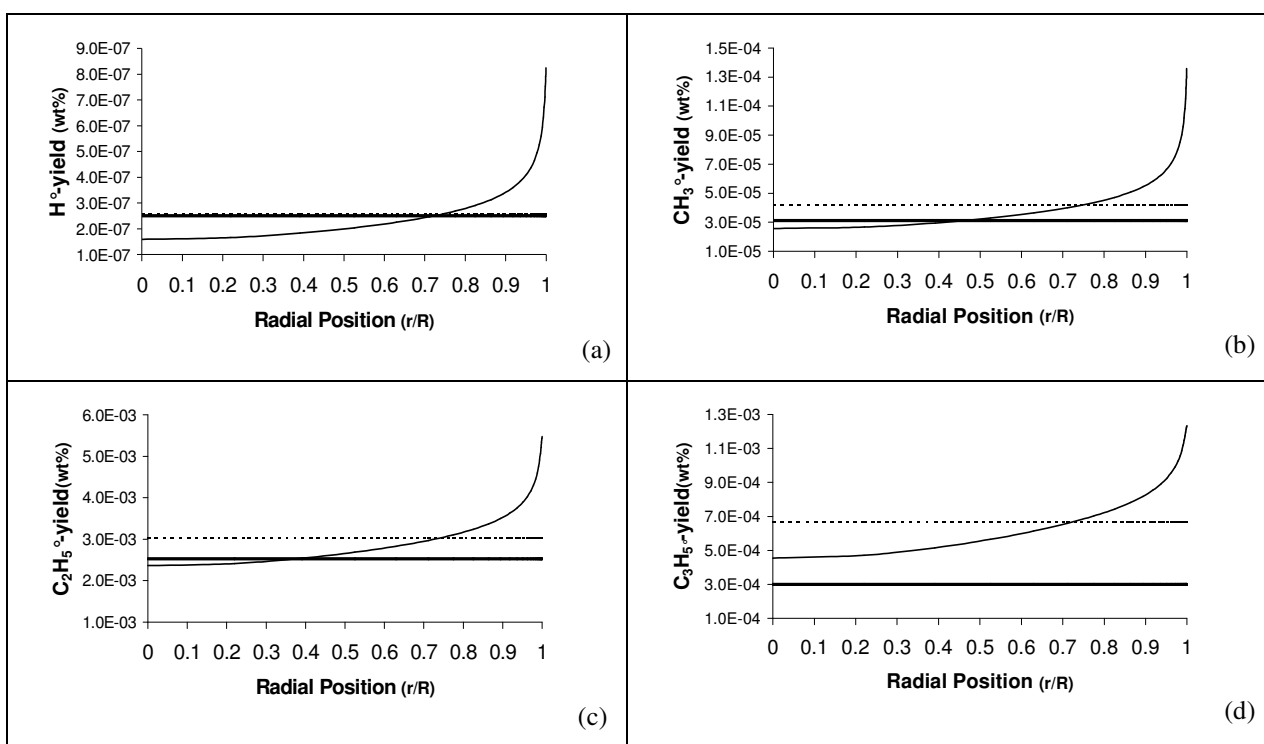 H°-yield (wt%)
9.0E-07
8.0E-07
7.0E-07
6.0E-07
5.0E-07
4.0E-07
3.0E-07
2.0E-07
1.0E-07
0 0.1 0.2 0.3 0.4 0.5 0.6 0.7 0.8 0.9 1
Radial Position (r/R)
(a)
CH₃°-yield (wt%)
1.5E-04
1.3E-04
1.1E-04
9.0E-05
7.0E-05
5.0E-05
3.0E-05
1.0E-05
0 0.1 0.2 0.3 0.4 0.5 0.6 0.7 0.8 0.9 1
Radial Position (r/R)
(b)
C₂H₅°-yield(wt%)
6.0E-03
5.0E-03
4.0E-03
3.0E-03
2.0E-03
1.0E-03
0 0.1 0.2 0.3 0.4 0.5 0.6 0.7 0.8 0.9 1
Radial Position (r/R)
(c)
C₃H₅°-yield(wt%)
1.3E-03
1.1E-03
9.0E-04
7.0E-04
5.0E-04
3.0E-04
1.0E-04
0 0.1 0.2 0.3 0.4 0.5 0.6 0.7 0.8 0.9 1
Radial Position (r/R)
(d)